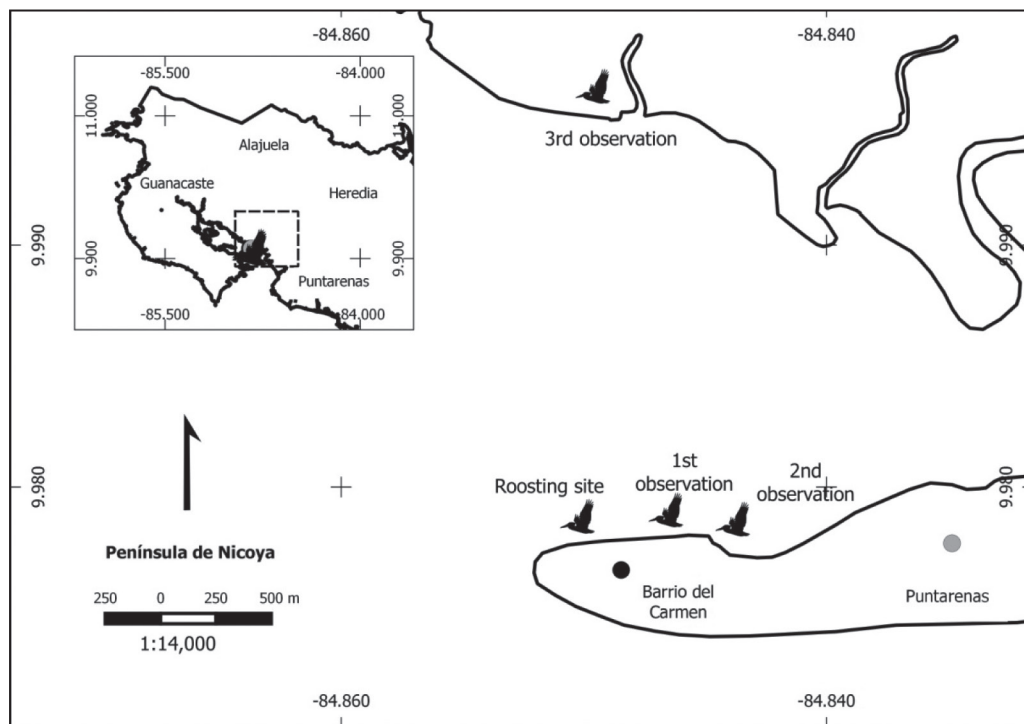 -84.860
-84.840
-85,500
-84,000
11,000
11,000
Alajuela
Guanacaste
Heredia
9.900
9.900
Puntarenas
-85,500
-84,000
3rd observation
9.990
9.990
9.980
9.980
Roosting site
1st
observation
2nd
observation
Península de Nicoya
250 0 250 500 m
1:14,000
Barrio del
Carmen
Puntarenas
-84.860
-84.840